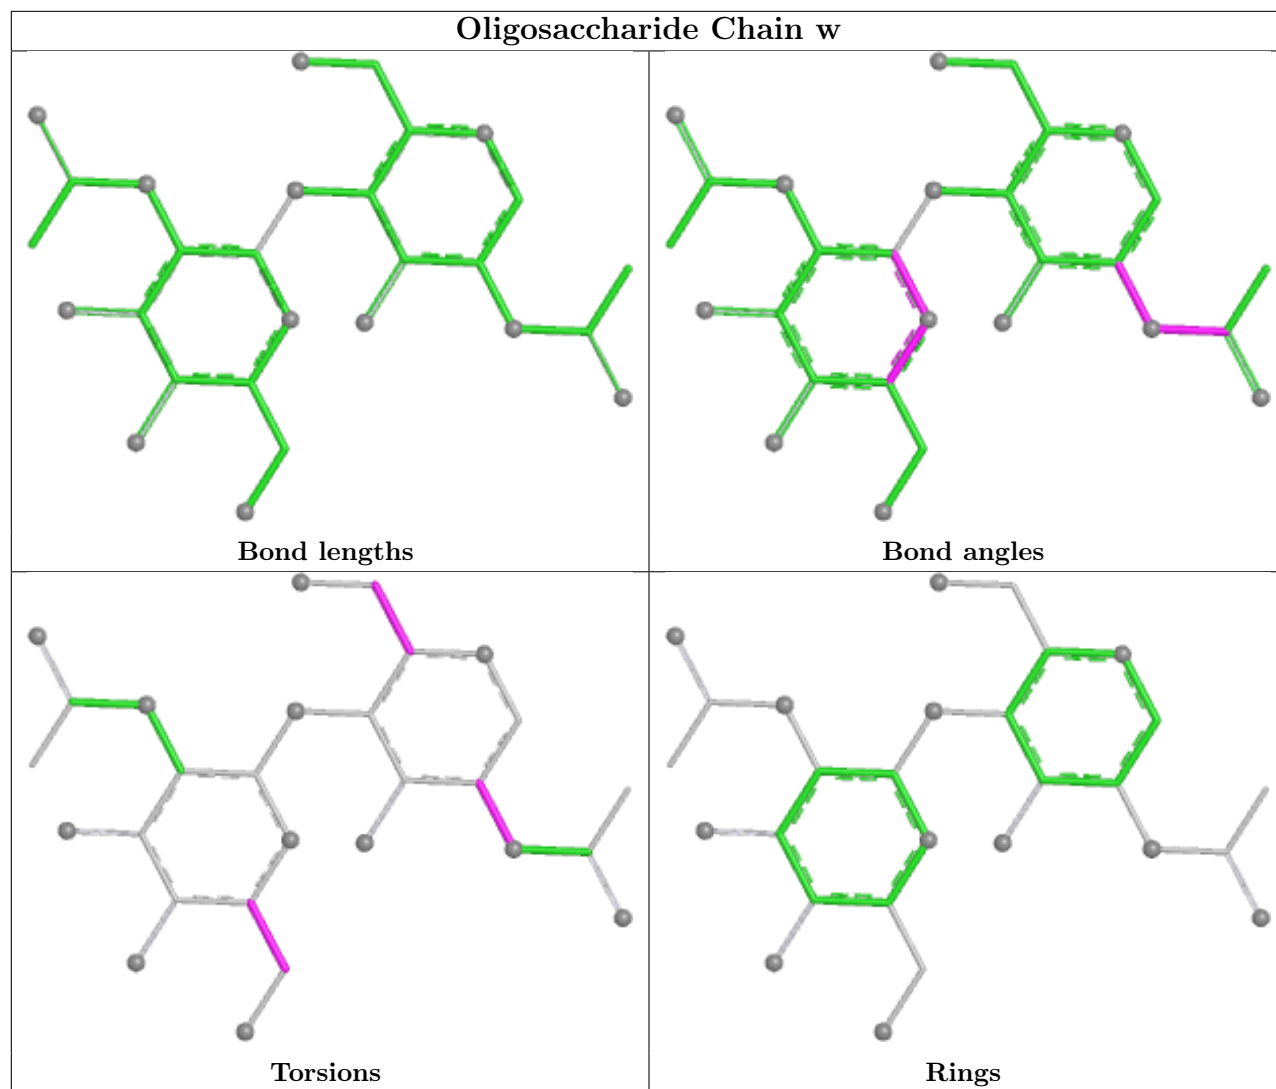 Oligosaccharide Chain w
Bond lengths
Bond angles
Torsions
Rings